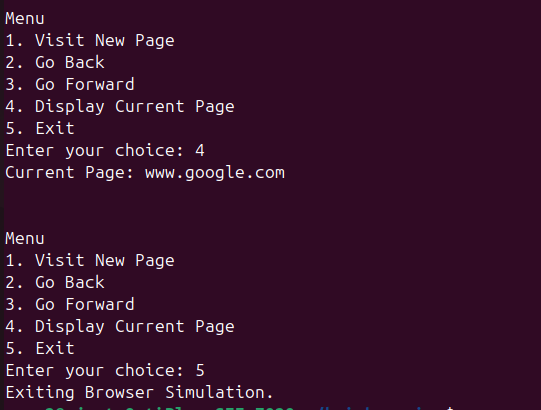 Menu
1. Visit New Page
2. Go Back
3. Go Forward
4. Display Current Page
5. Exit
Enter your choice: 4
Current Page: www.google.com
Menu
1. Visit New Page
2. Go Back
3. Go Forward
4. Display Current Page
5. Exit
Enter your choice: 5
Exiting Browser Simulation.